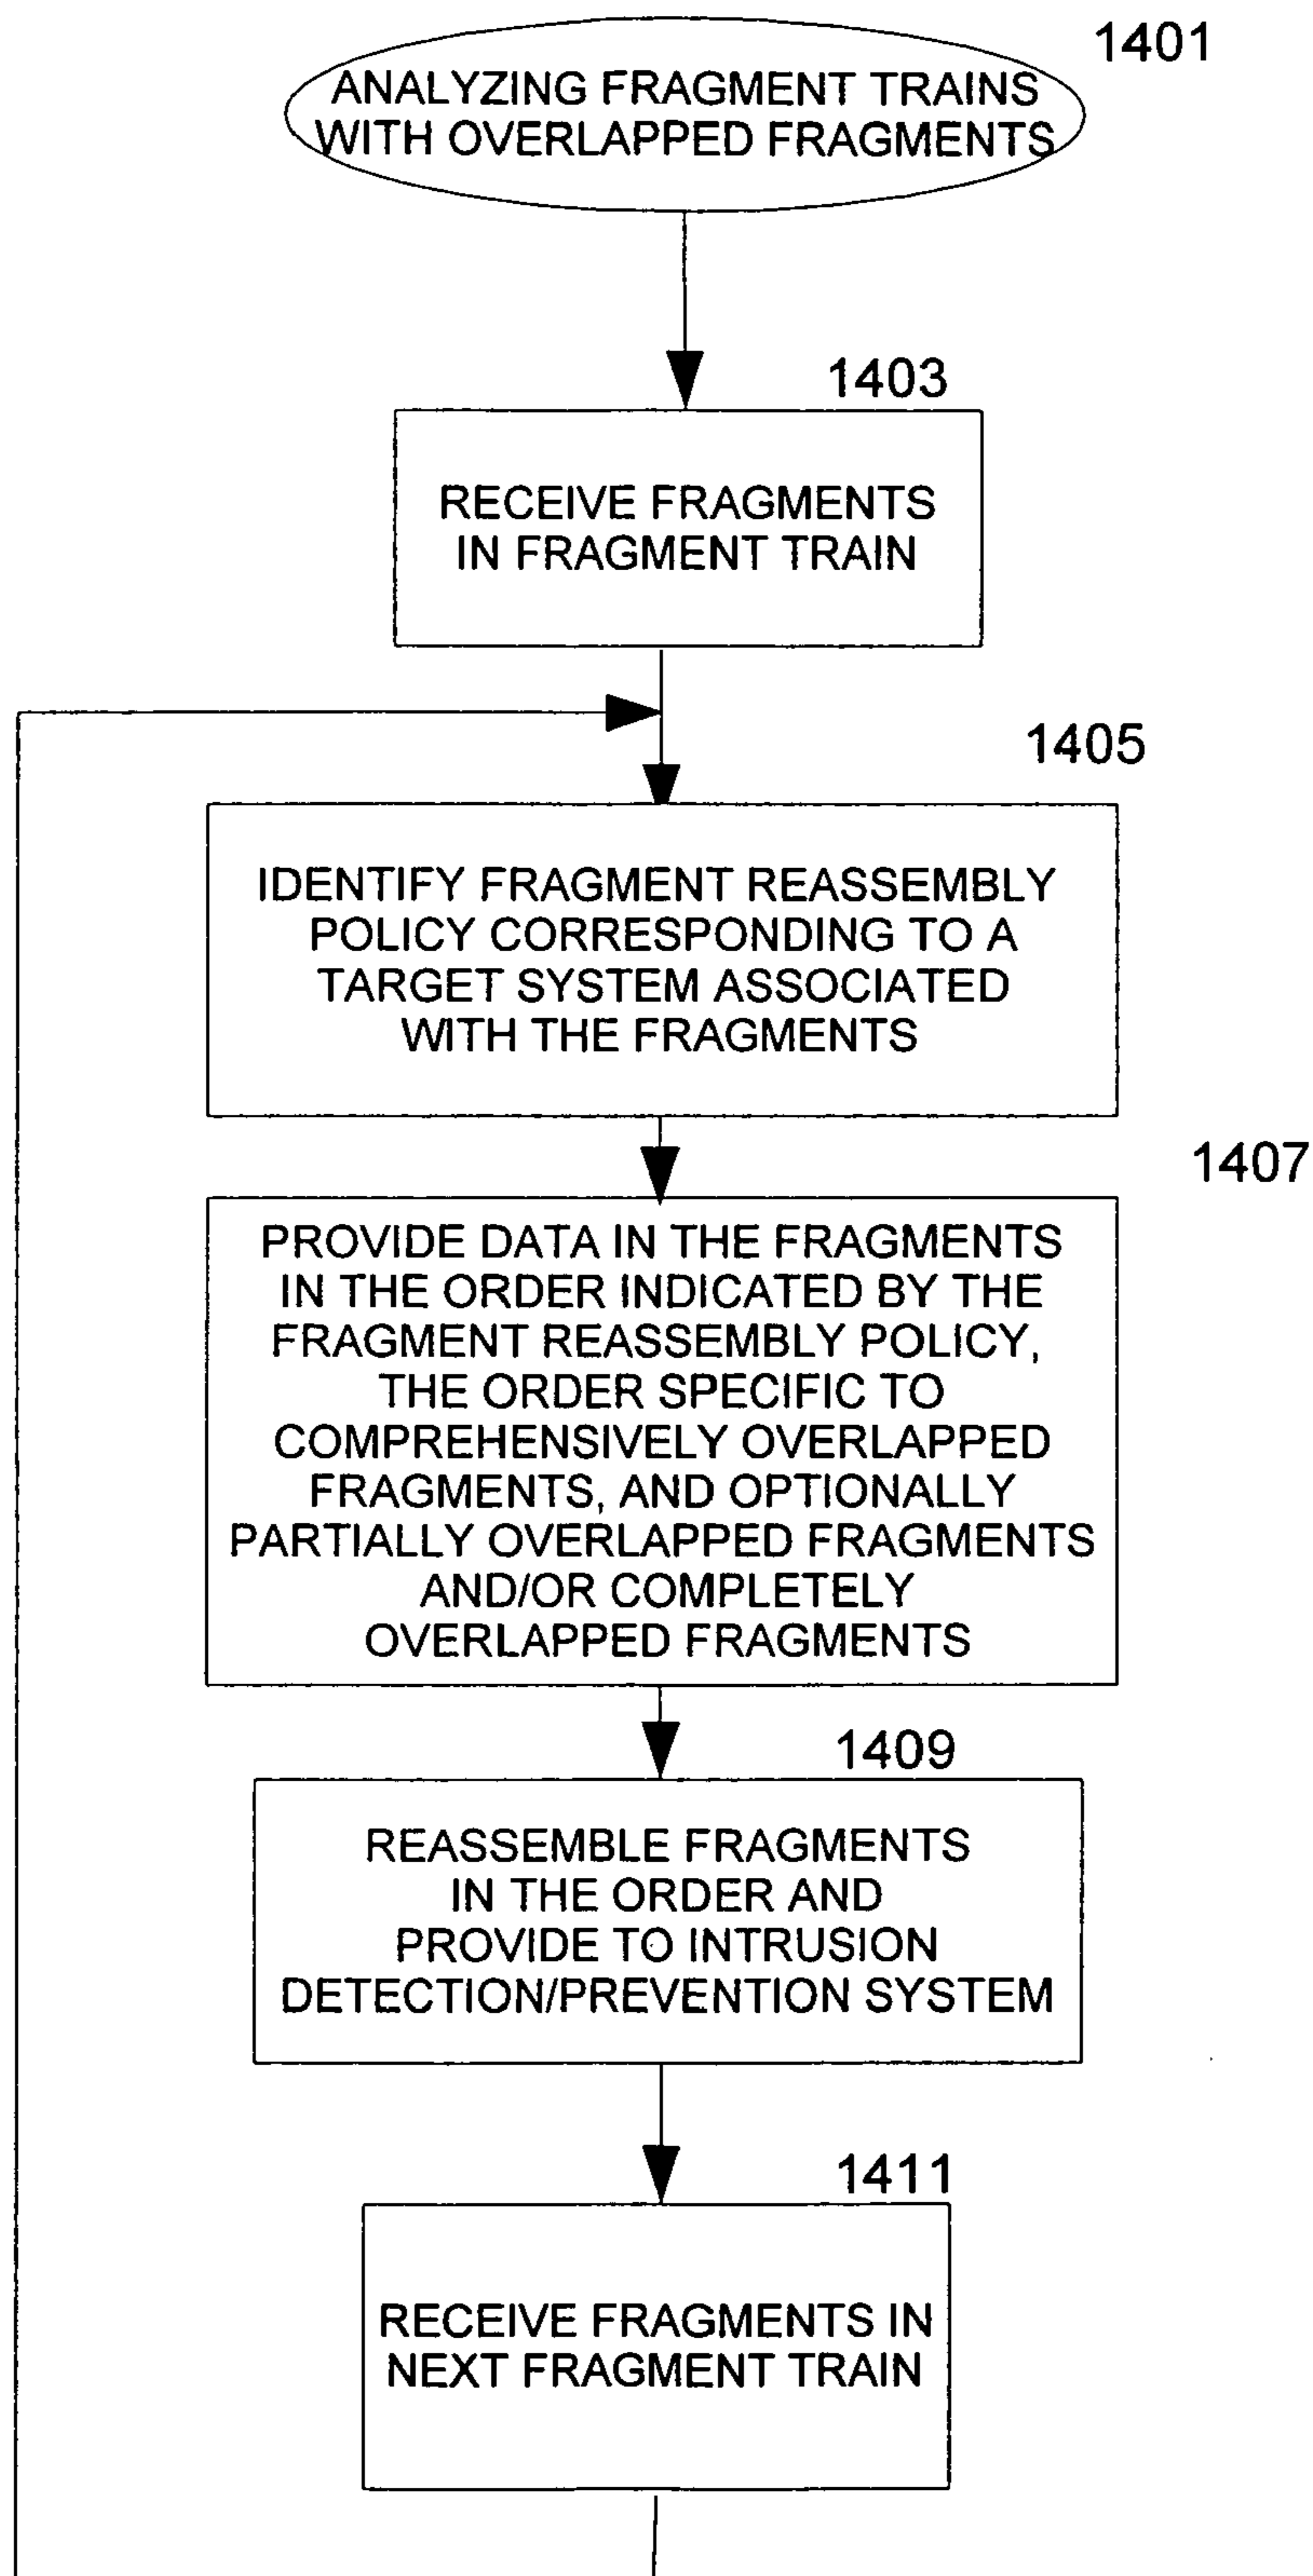 1401
ANALYZING FRAGMENT TRAINS
WITH OVERLAPPED FRAGMENTS
1403
RECEIVE FRAGMENTS
IN FRAGMENT TRAIN
1405
IDENTIFY FRAGMENT REASSEMBLY
POLICY CORRESPONDING TO A
TARGET SYSTEM ASSOCIATED
WITH THE FRAGMENTS
1407
PROVIDE DATA IN THE FRAGMENTS
IN THE ORDER INDICATED BY THE
FRAGMENT REASSEMBLY POLICY,
THE ORDER SPECIFIC TO
COMPREHENSIVELY OVERLAPPED
FRAGMENTS, AND OPTIONALLY
PARTIALLY OVERLAPPED FRAGMENTS
AND/OR COMPLETELY
OVERLAPPED FRAGMENTS
1409
REASSEMBLE FRAGMENTS
IN THE ORDER AND
PROVIDE TO INTRUSION
DETECTION/PREVENTION SYSTEM
1411
RECEIVE FRAGMENTS IN
NEXT FRAGMENT TRAIN